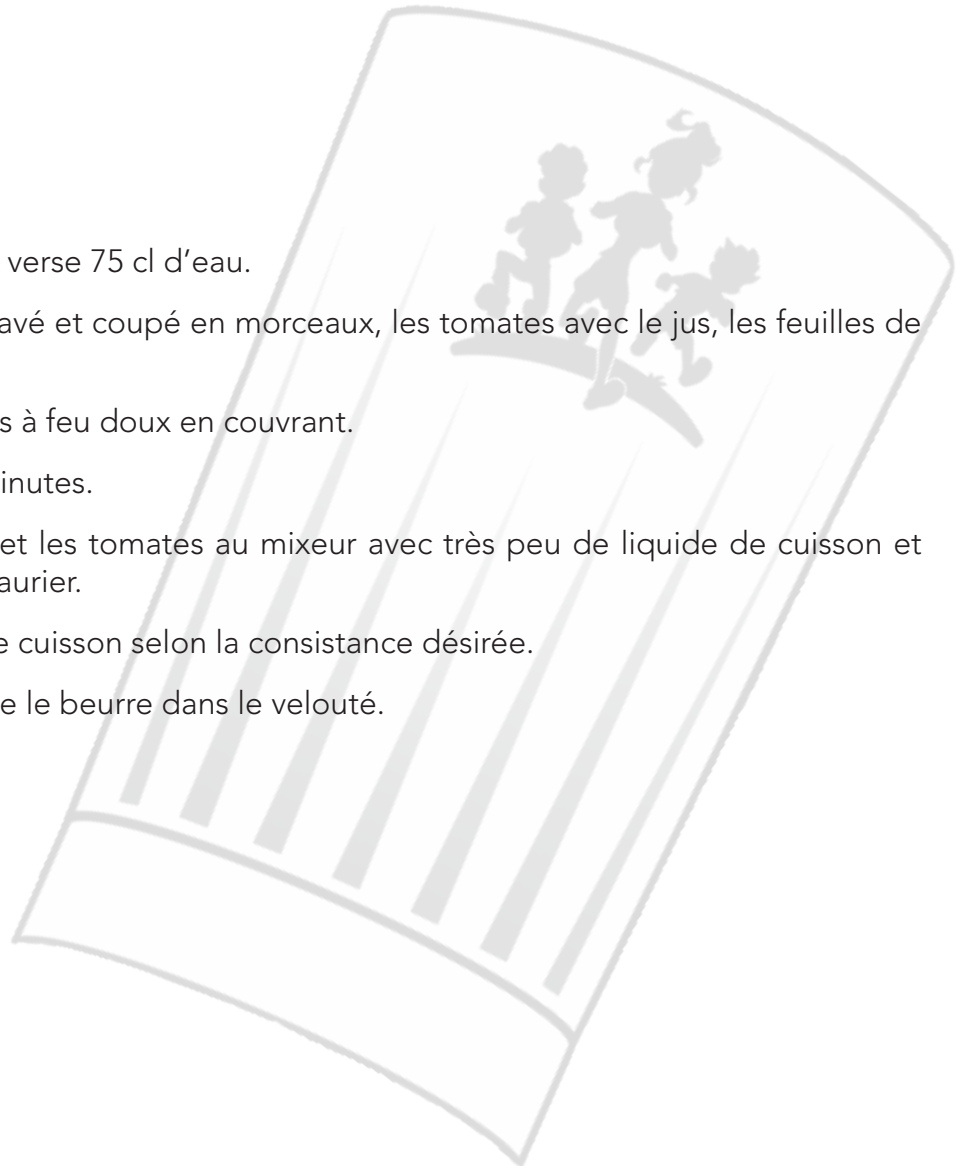 verse 75 cl d’eau.
avé et coupé en morceaux, les tomates avec le jus, les feuilles de
s à feu doux en couvrant.
inutes.
et les tomates au mixeur avec très peu de liquide de cuisson et
aurier.
e cuisson selon la consistance désirée.
e le beurre dans le velouté.